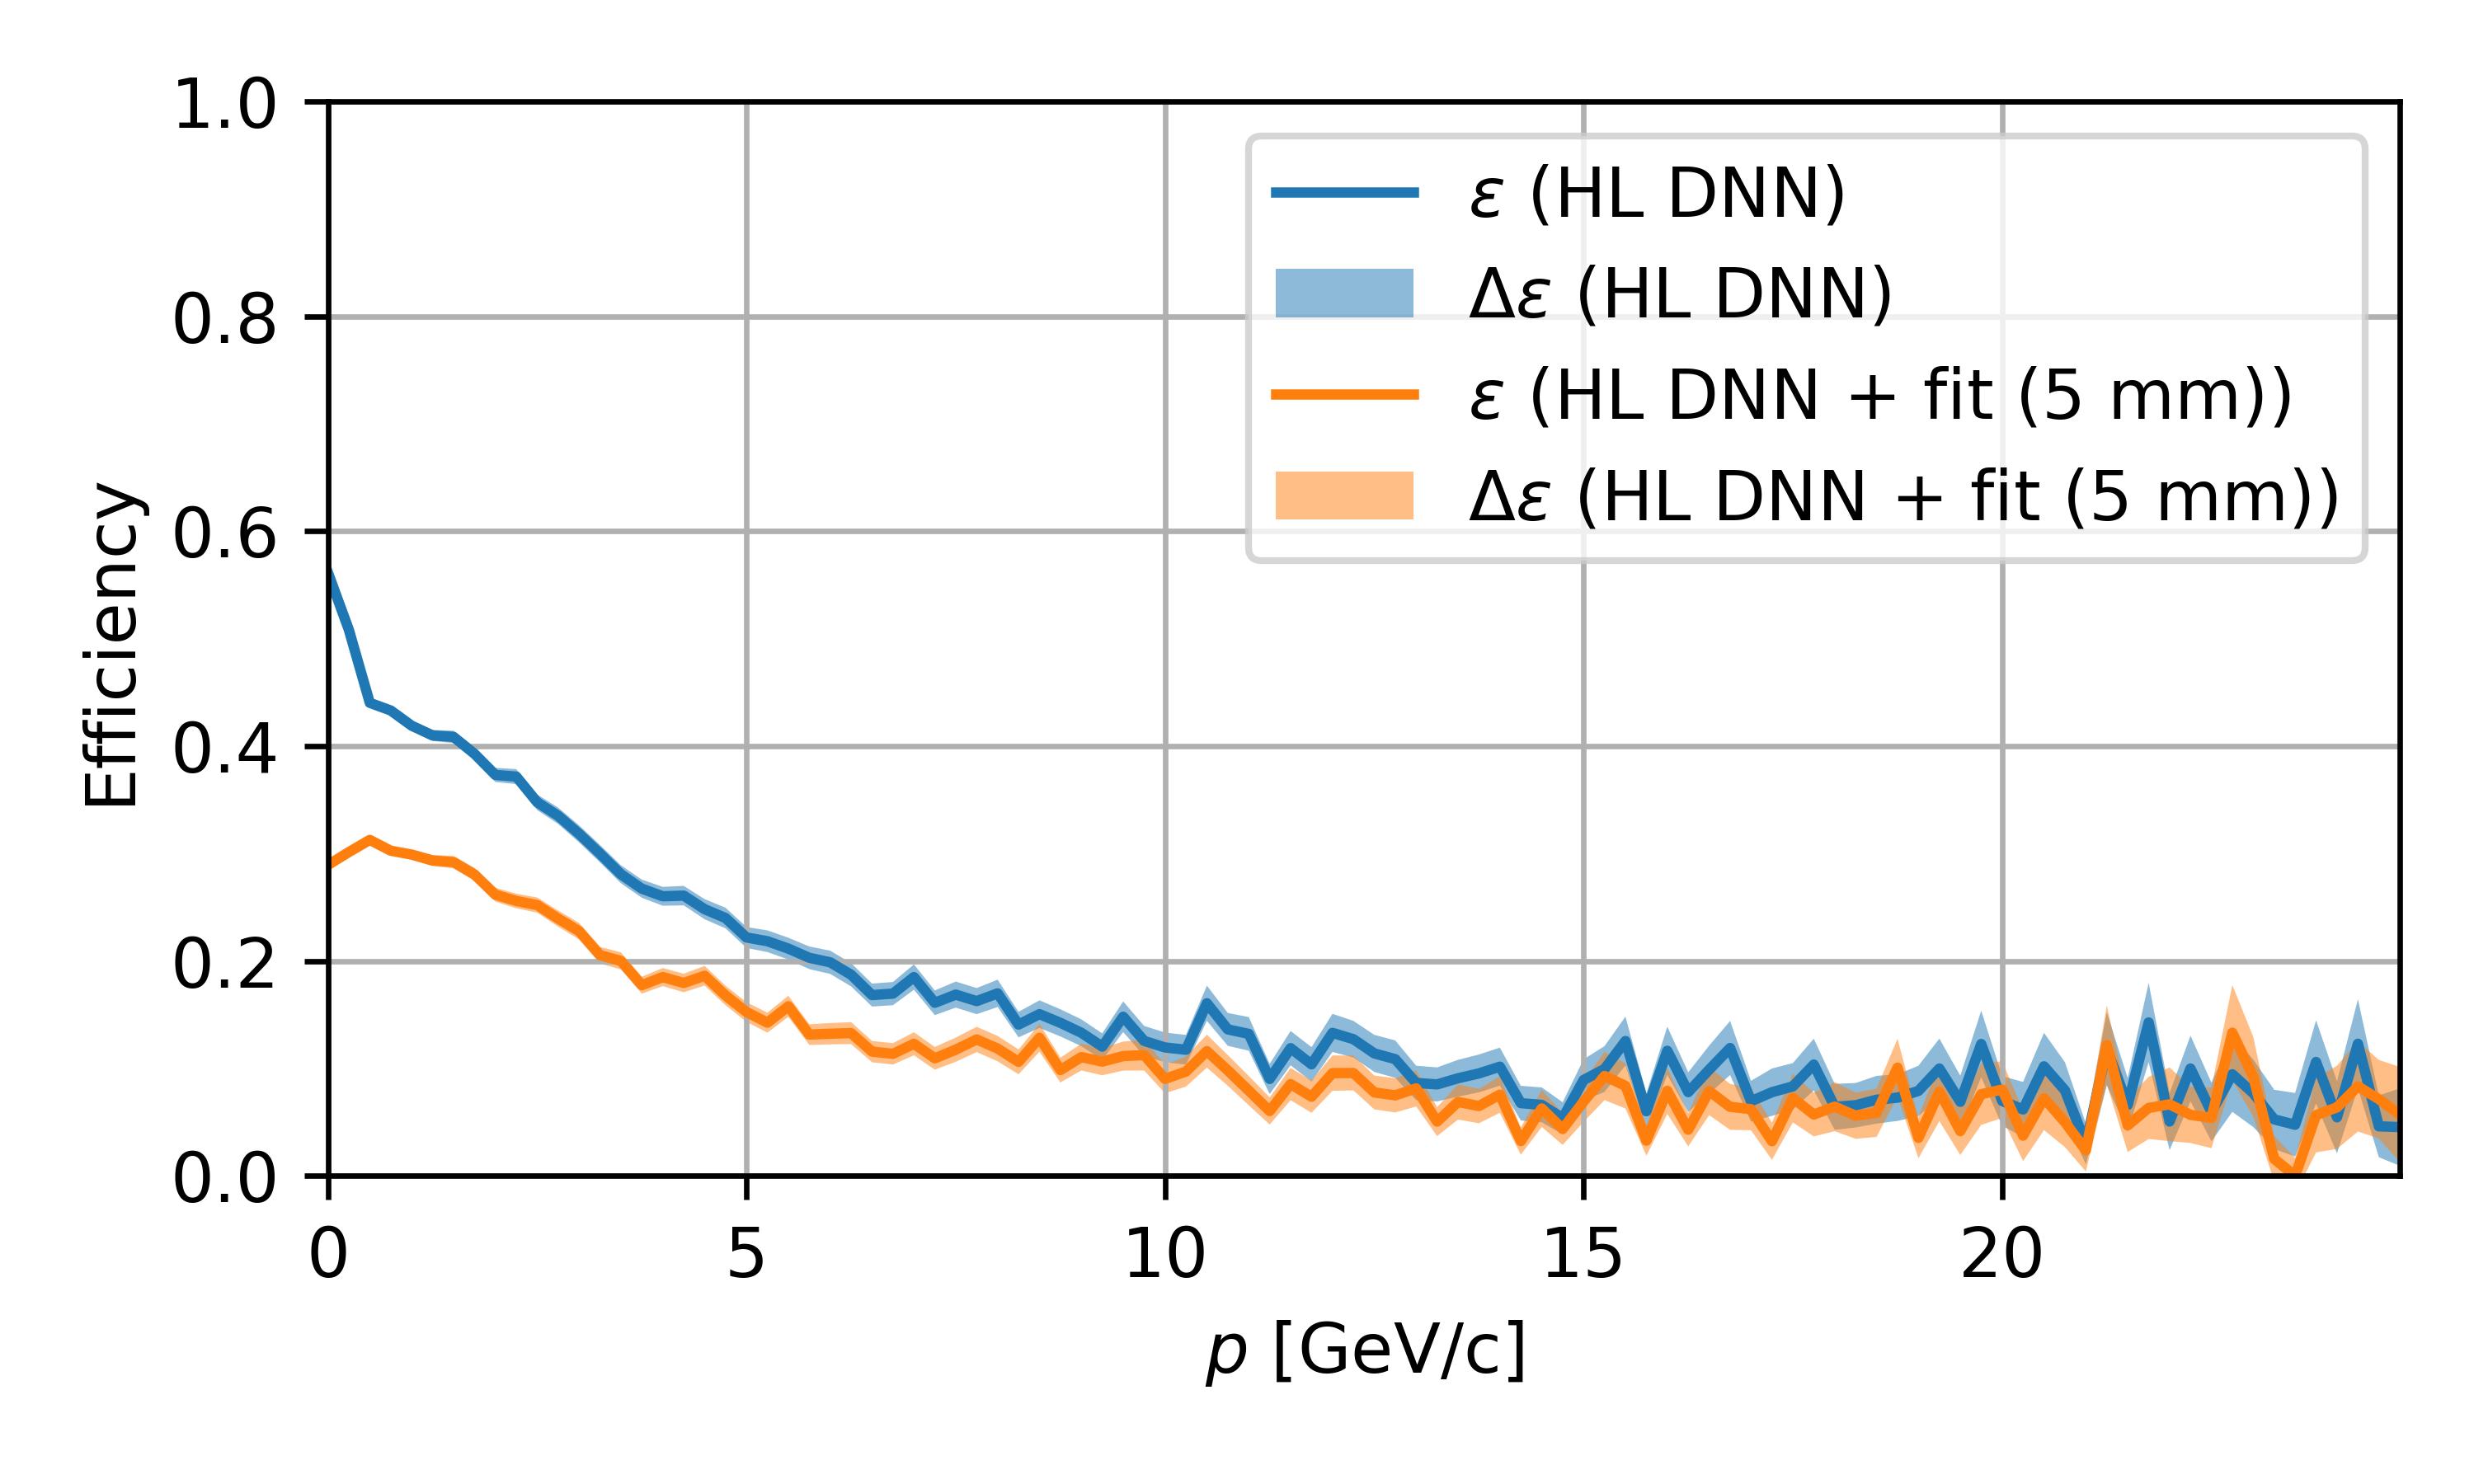 1.0
0.8
0.6
0.4
0.2
0.0
Efficiency
ε (HL DNN)
Δε (HL DNN)
ε (HL DNN + fit (5 mm))
Δε (HL DNN + fit (5 mm))
0 5 10 15 20
p [GeV/c]